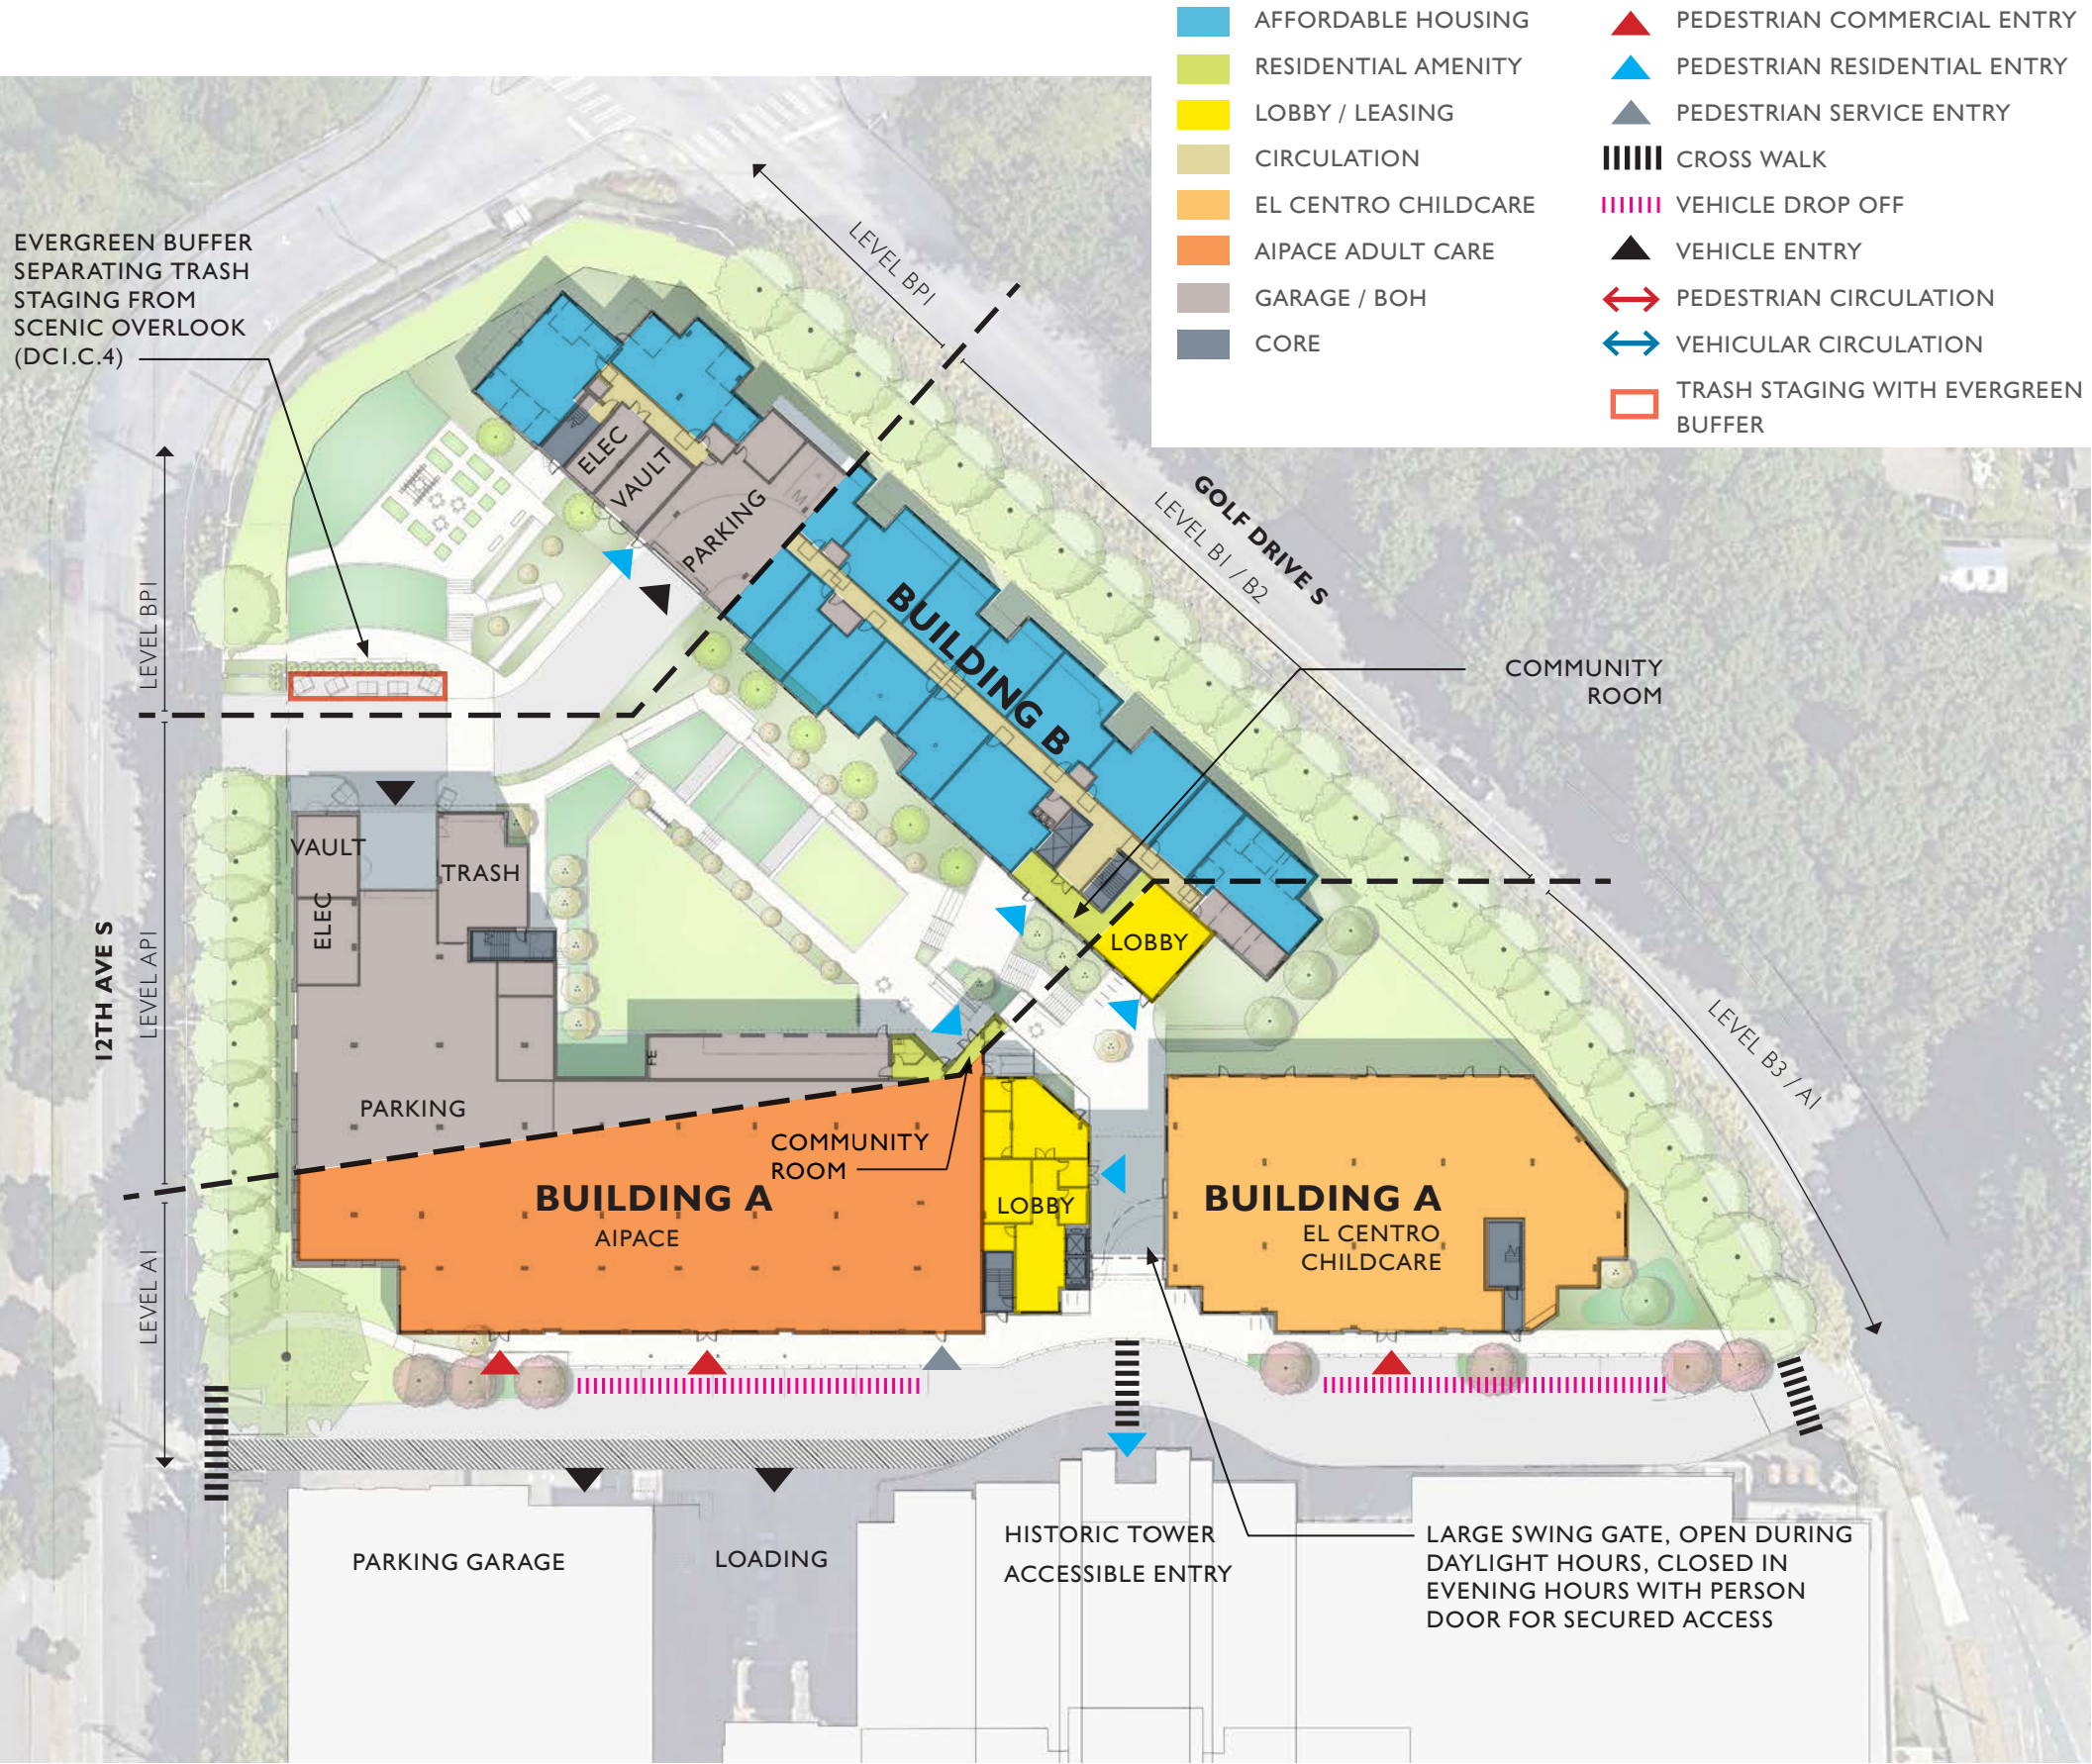 AFFORDABLE HOUSING
RESIDENTIAL AMENITY
LOBBY / LEASING
CIRCULATION
EL CENTRO CHILDCARE
AIPACE ADULT CARE
GARAGE / BOH
CORE
PEDESTRIAN COMMERCIAL ENTRY
PEDESTRIAN RESIDENTIAL ENTRY
PEDESTRIAN SERVICE ENTRY
CROSS WALK
VEHICLE DROP OFF
VEHICLE ENTRY
PEDESTRIAN CIRCULATION
VEHICULAR CIRCULATION
TRASH STAGING WITH EVERGREEN
BUFFER
EVERGREEN BUFFER
SEPARATING TRASH
STAGING FROM
SCENIC OVERLOOK
(DC1.C.4)
LEVEL BP1
GOLF DRIVE S
LEVEL B1 / B2
ELEC
VAULT
PARKING
M
BUILDING B
COMMUNITY
ROOM
LEVEL BP1
VAULT
TRASH
ELEC
LOBBY
12TH AVE S
LEVEL AP1
LEVEL B3 / A1
FE
PARKING
COMMUNITY
ROOM
BUILDING A
AIPACE
LOBBY
BUILDING A
EL CENTRO
CHILDCARE
M
LEVEL A1
PARKING GARAGE
LOADING
HISTORIC TOWER
ACCESSIBLE ENTRY
LARGE SWING GATE, OPEN DURING
DAYLIGHT HOURS, CLOSED IN
EVENING HOURS WITH PERSON
DOOR FOR SECURED ACCESS